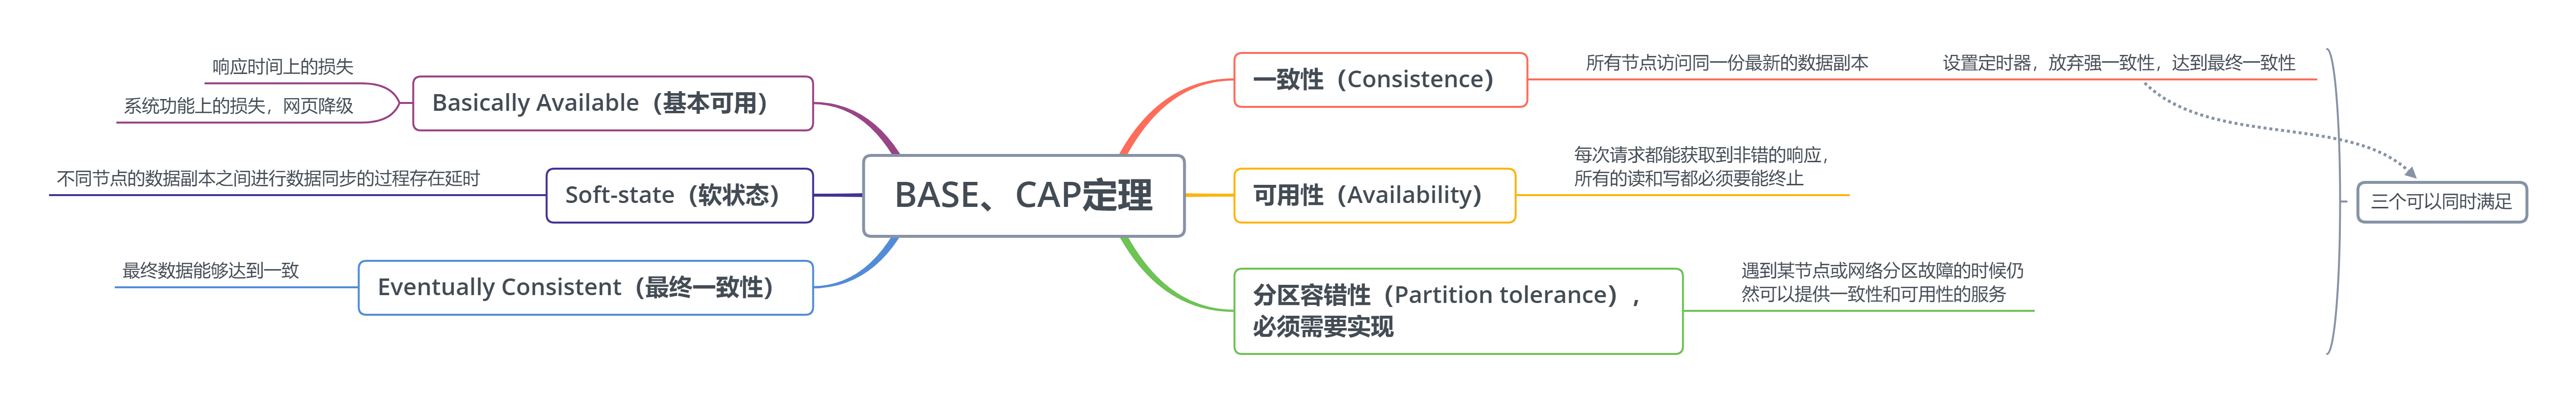 BASE、CAP定理
一致性（Consistence）
所有节点访问同一份最新的数据副本
设置定时器，放弃强一致性，达到最终一致性
可用性（Availability）
每次请求都能获取到非错的响应，
所有的读和写都必须要能终止
分区容错性（Partition tolerance），
必须需要实现
遇到某节点或网络分区故障的时候仍
然可以提供一致性和可用性的服务
三个可以同时满足
Basically Available（基本可用）
响应时间上的损失
系统功能上的损失，网页降级
Soft-state（软状态）
不同节点的数据副本之间进行数据同步的过程存在延时
Eventually Consistent（最终一致性）
最终数据能够达到一致